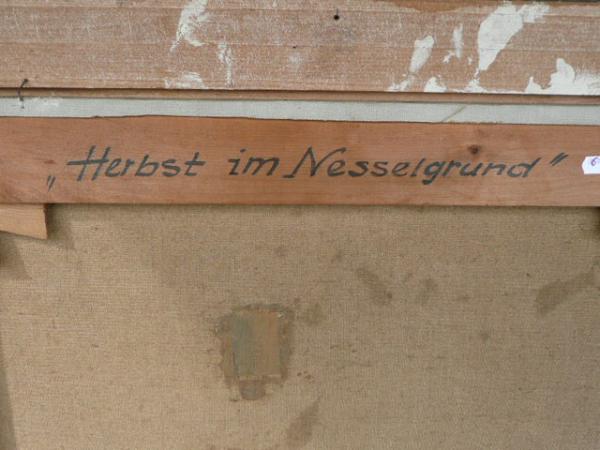 „Herbst im Nesselgrund"